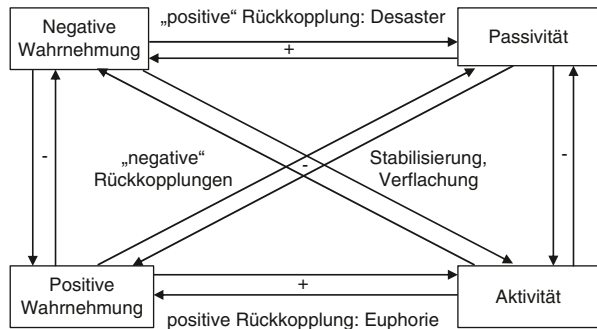 „positive“ Rückkopplung: Desaster
Negative
Wahrnehmung
+
Passivität
-
„negative“
Rückkopplungen
-
Stabilisierung,
Verflachung
-
Positive
Wahrnehmung
+
Aktivität
positive Rückkopplung: Euphorie